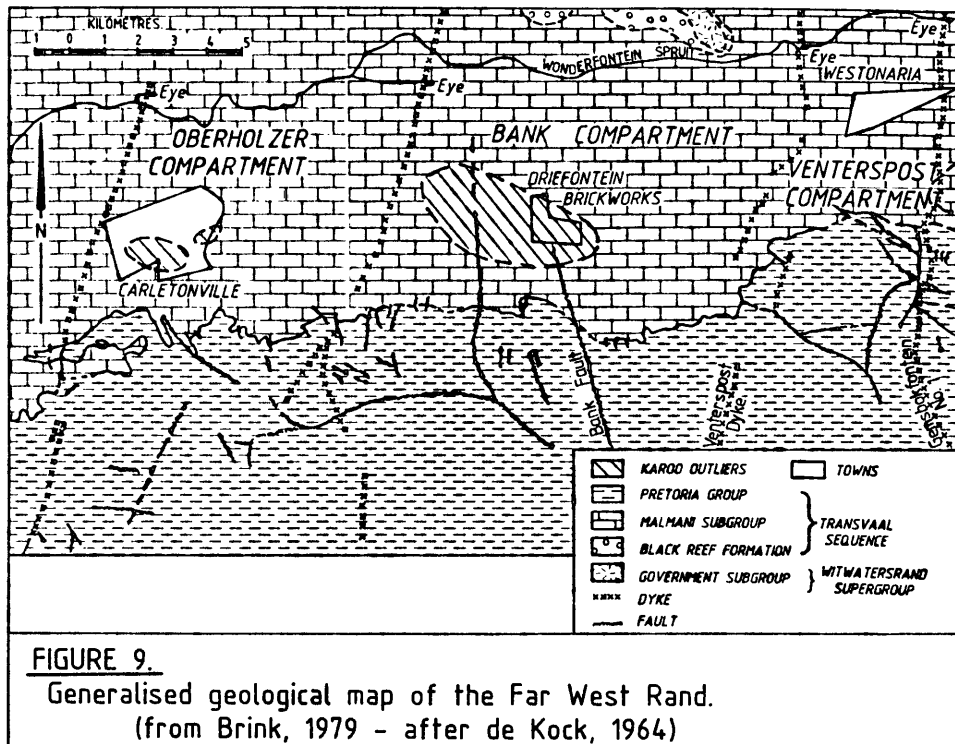 KILOMETRES
1 0 1 2 3 4 5
Eye
WONDERFONTEIN SPRUIT
Eye
Eye
Eye
WESTONARIA
OBERHOLZER
COMPARTMENT
BANK COMPARTMENT
DRIEFONTEIN
BRICKWORKS
VENTERSPOST
COMPARTMENT
N
CARLETONVILLE
Bank Fault
Venterspost
Dyke
Gemsbokfontein
No 1
KAROO OUTLIERS
TOWNS
PRETORIA GROUP
MALMANI SUBGROUP
TRANSVAAL
SEQUENCE
BLACK REEF FORMATION
GOVERNMENT SUBGROUP
WITWATERSRAND
SUPERGROUP
DYKE
FAULT
FIGURE 9.
Generalised geological map of the Far West Rand.
(from Brink, 1979 - after de Kock, 1964)